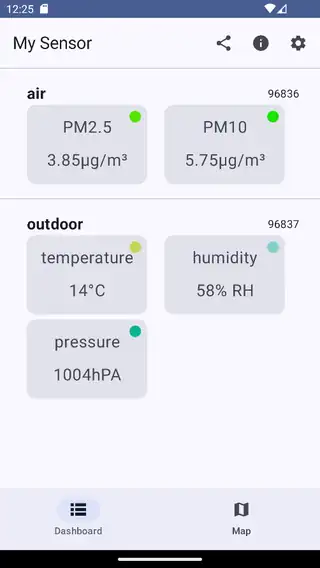 12:25
My Sensor
air
96836
PM2.5
PM10
3.85µg/m³
5.75µg/m³
outdoor
96837
temperature
humidity
14°C
58% RH
pressure
1004hPA
Dashboard
Map